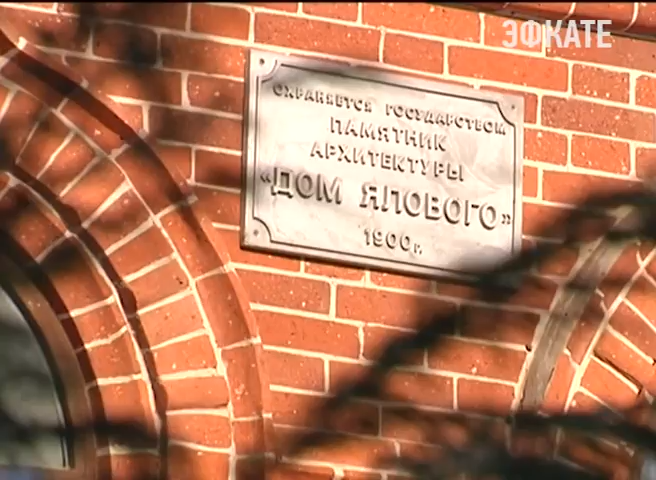 ЭФКАТЕ
ОХРАНЯЕТСЯ ГОСУДАРСТВОМ
ПАМЯТНИК
АРХИТЕКТУРЫ
«ДОМ ЯЛОВОГО»
1900г.